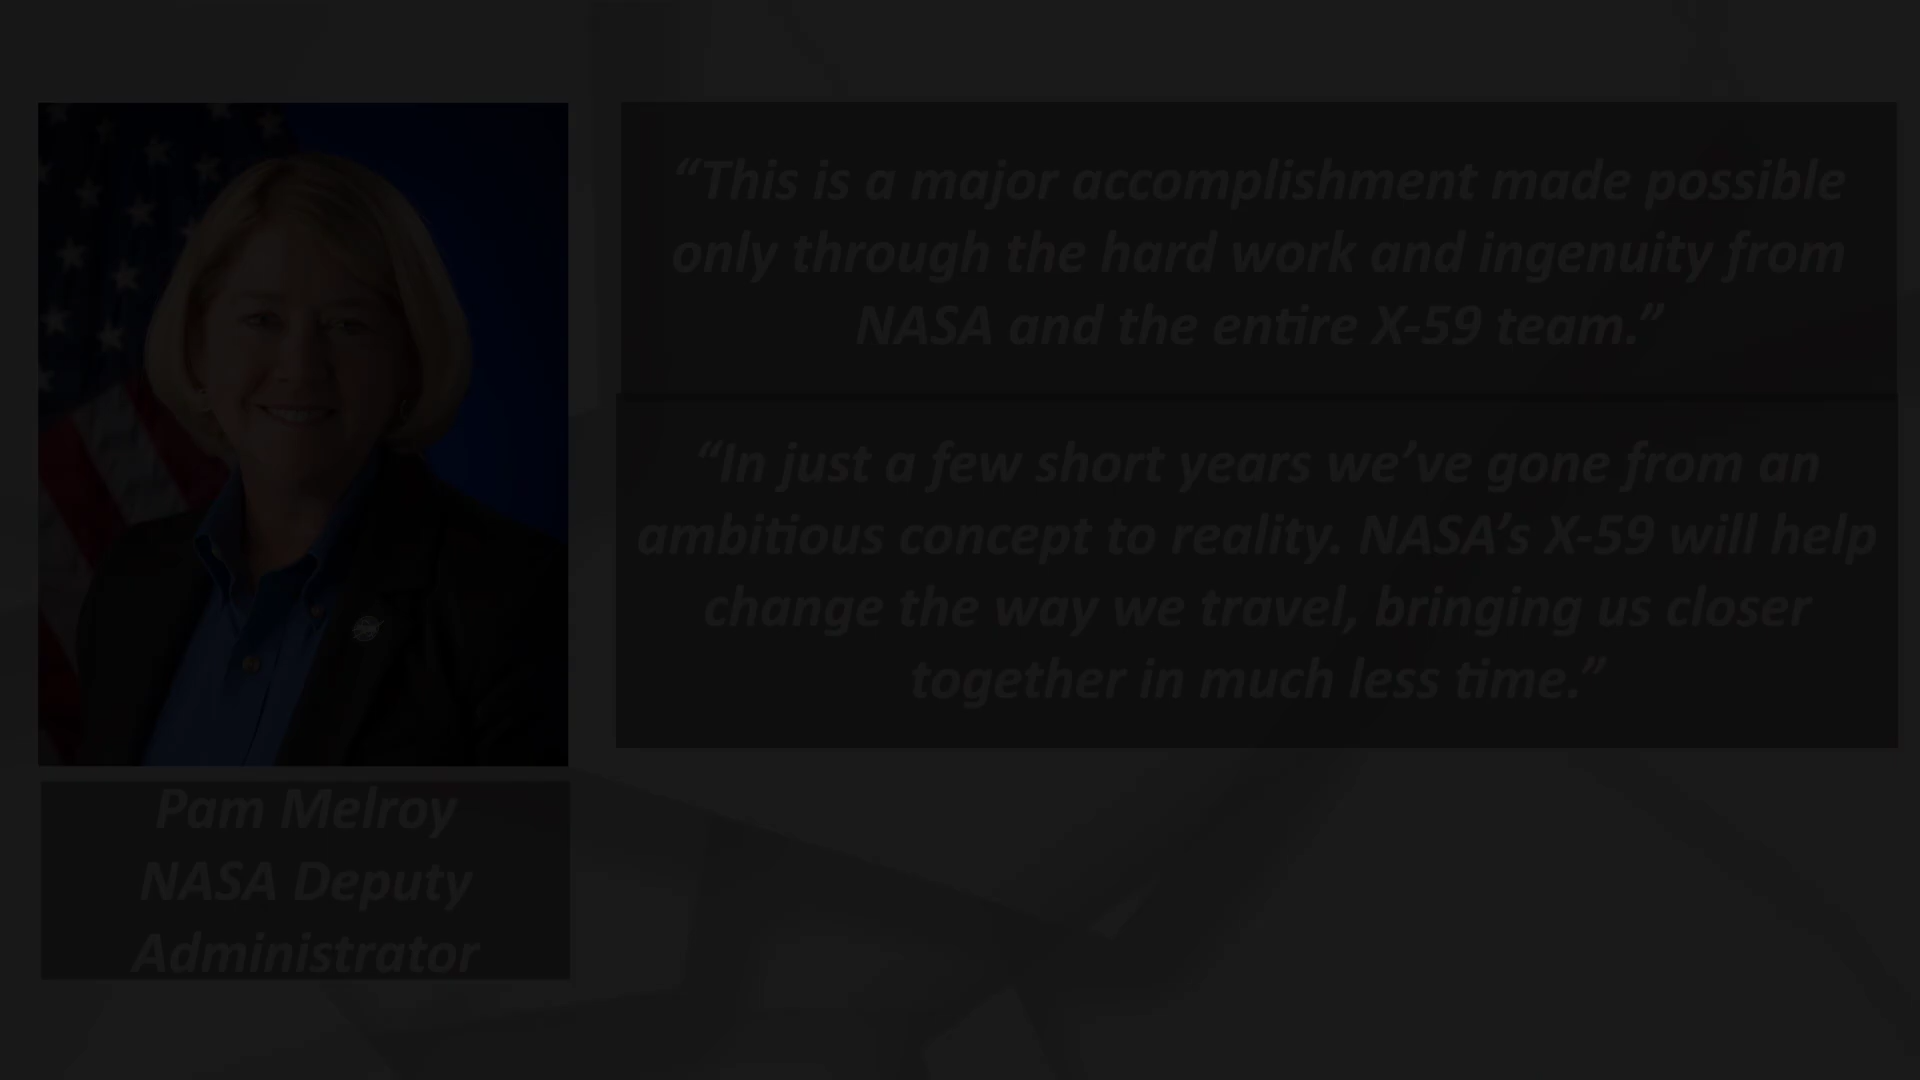 “This is a major accomplishment made possible
only through the hard work and ingenuity from
NASA and the entire X-59 team.”
“In just a few short years we’ve gone from an
ambitious concept to reality. NASA’s X-59 will help
change the way we travel, bringing us closer
together in much less time.”
Pam Melroy
NASA Deputy
Administrator